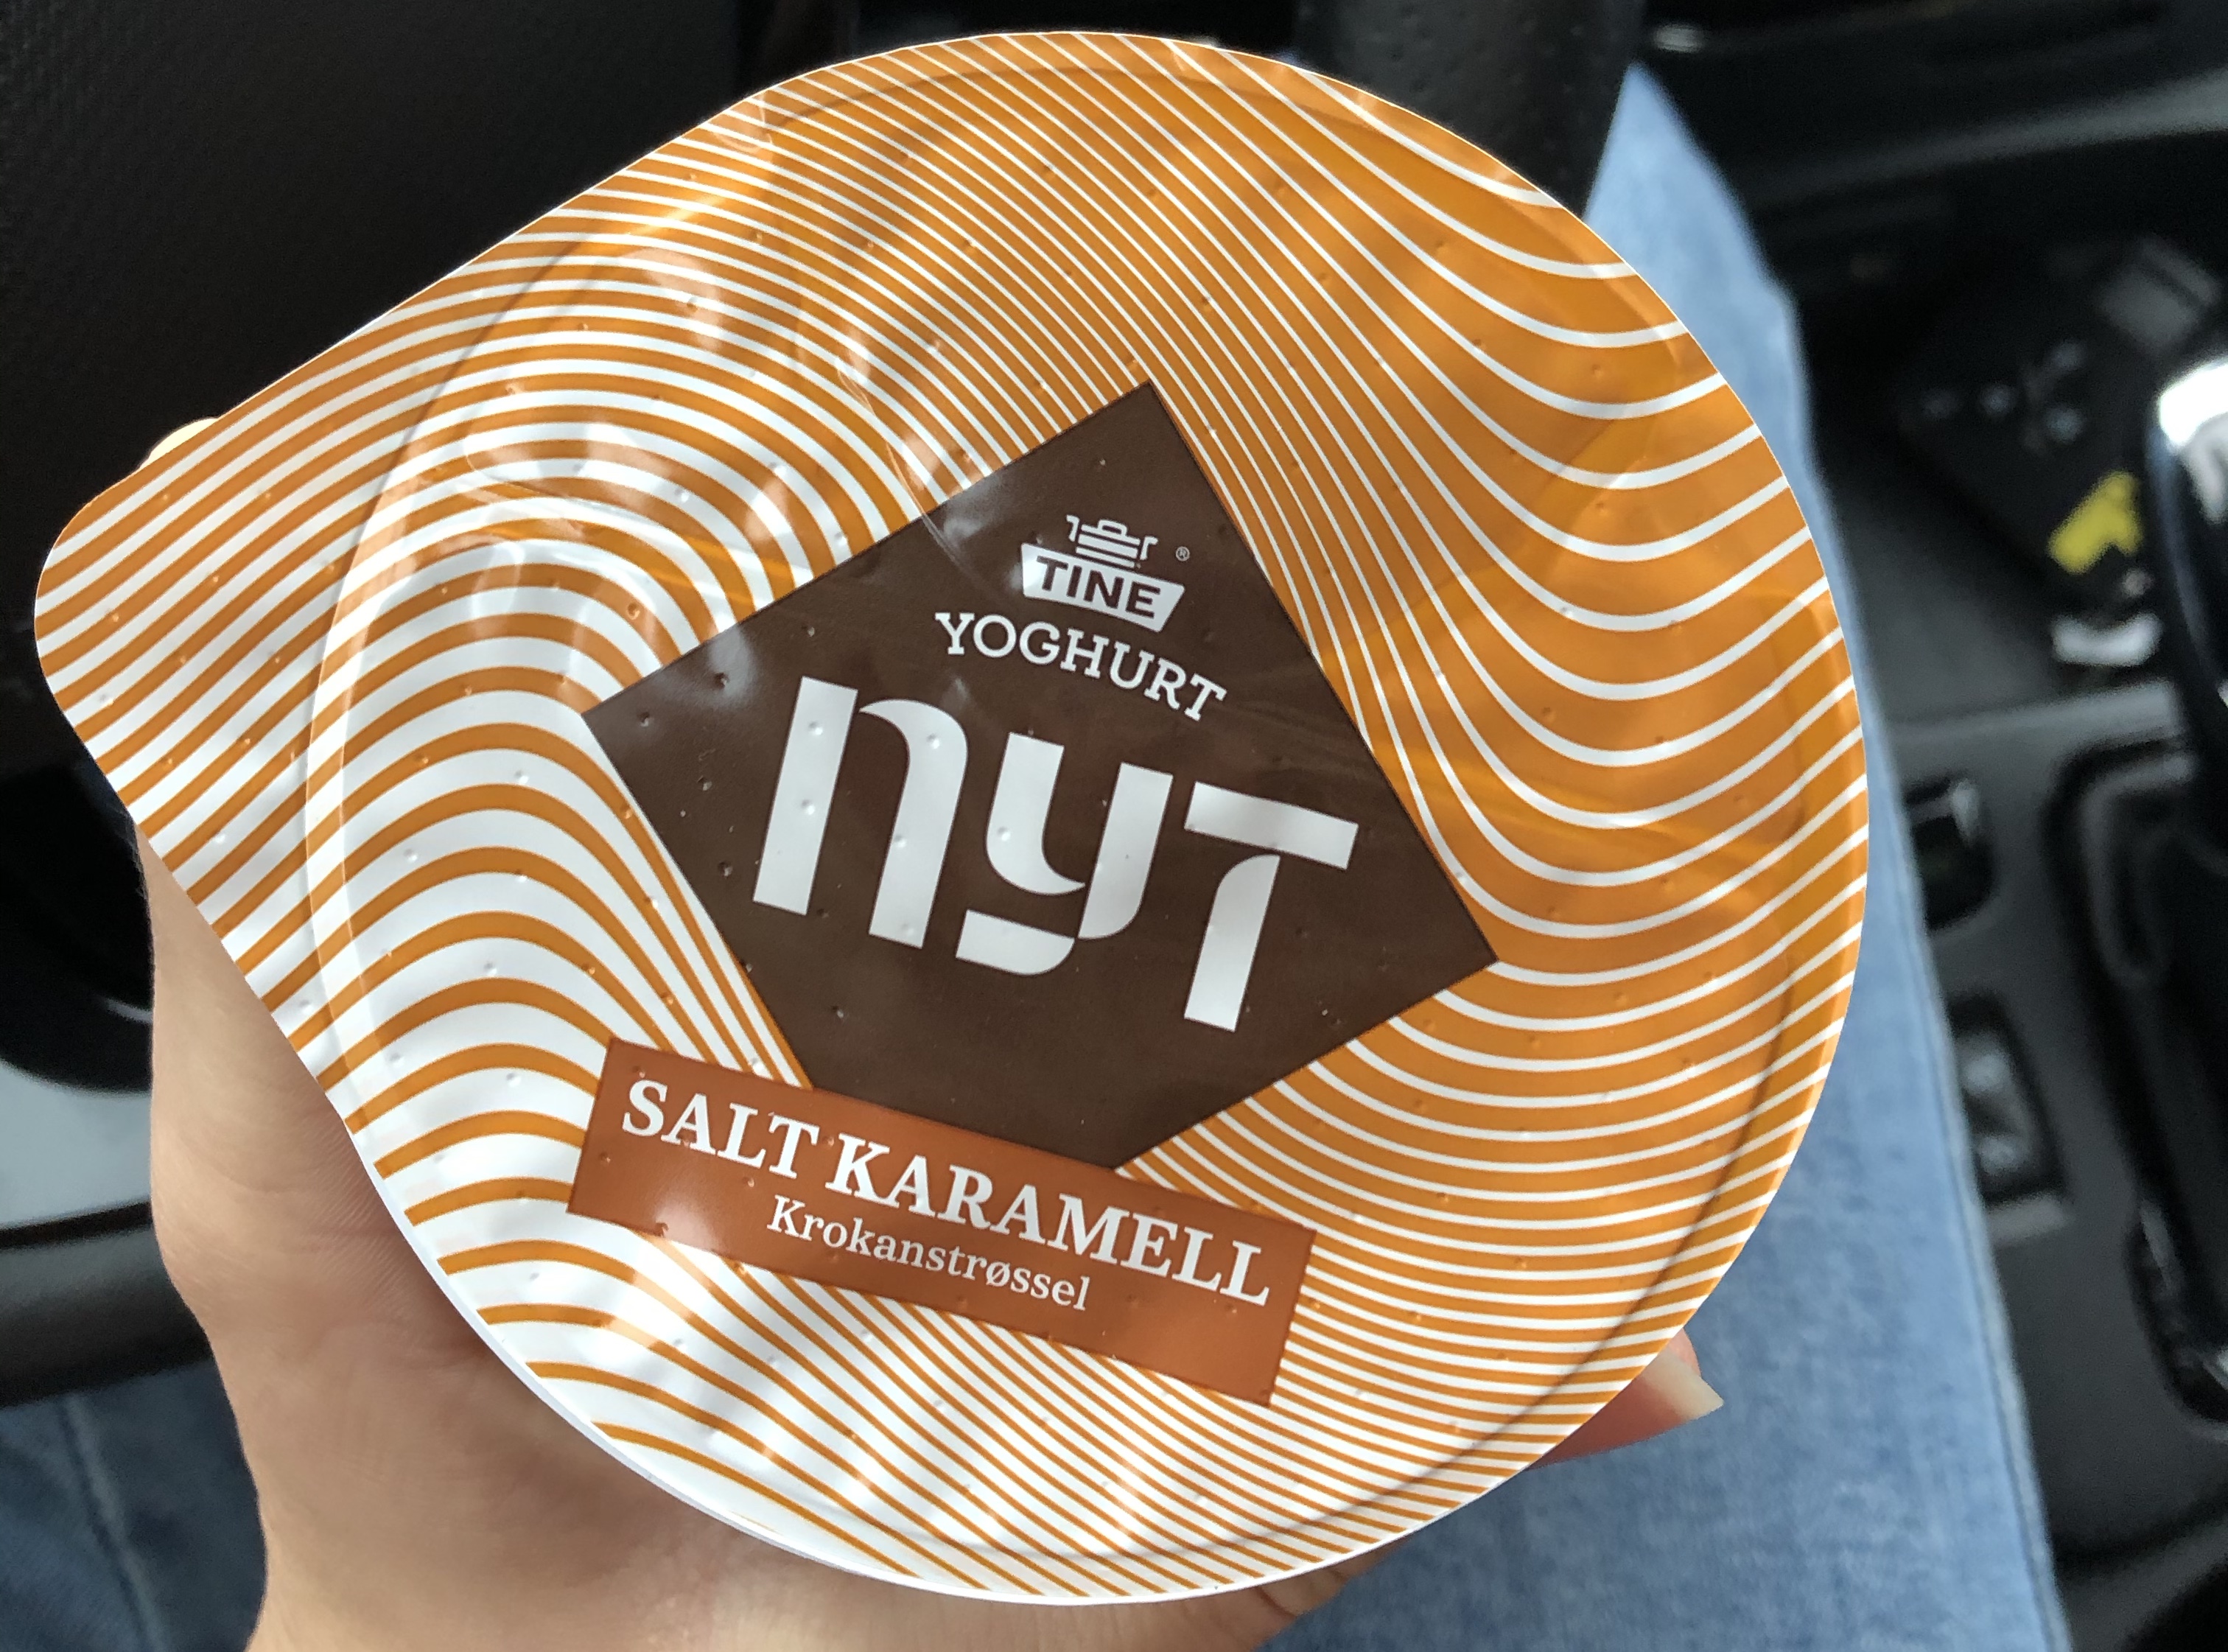 TINE ®
YOGHURT
nyt
SALT KARAMELL
Krokanstrøssel